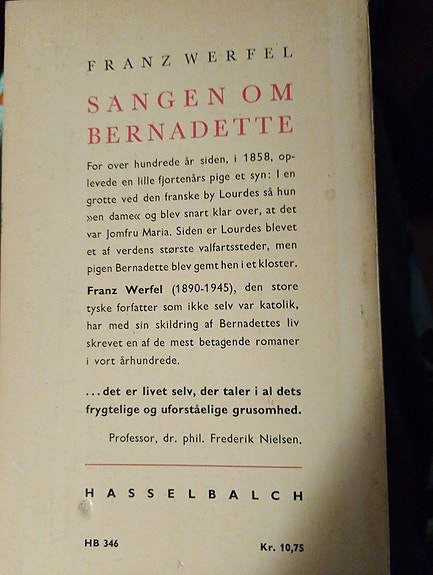 FRANZ WERFEL
SANGEN OM
BERNADETTE
For over hundrede år siden, i 1858, op-
levede en lille fjortenårs pige et syn: I en
grotte ved den franske by Lourdes så hun
»en dame« og blev snart klar over, at det
var Jomfru Maria. Siden er Lourdes blevet
et af verdens største valfartssteder, men
pigen Bernadette blev gemt hen i et kloster.
Franz Werfel (1890-1945), den store
tyske forfatter som ikke selv var katolik,
har med sin skildring af Bernadettes liv
skrevet en af de mest betagende romaner
i vort århundrede.
...det er livet selv, der taler i al dets
frygtelige og uforståelige grusomhed.
Professor, dr. phil. Frederik Nielsen.
HASSELBALCH
HB 346
Kr. 10,75